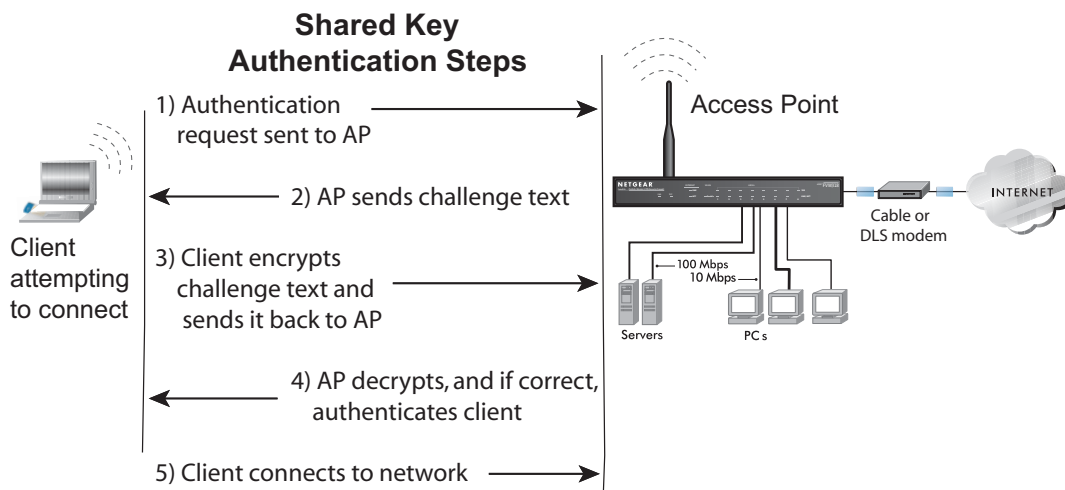 Shared Key
Authentication Steps
1) Authentication
request sent to AP
Access Point
NETGEAR
2) AP sends challenge text
INTERNET
Cable or
DLS modem
Client
attempting
to connect
3) Client encrypts
challenge text and
sends it back to AP
100 Mbps
10 Mbps
Servers
PCs
4) AP decrypts, and if correct,
authenticates client
5) Client connects to network